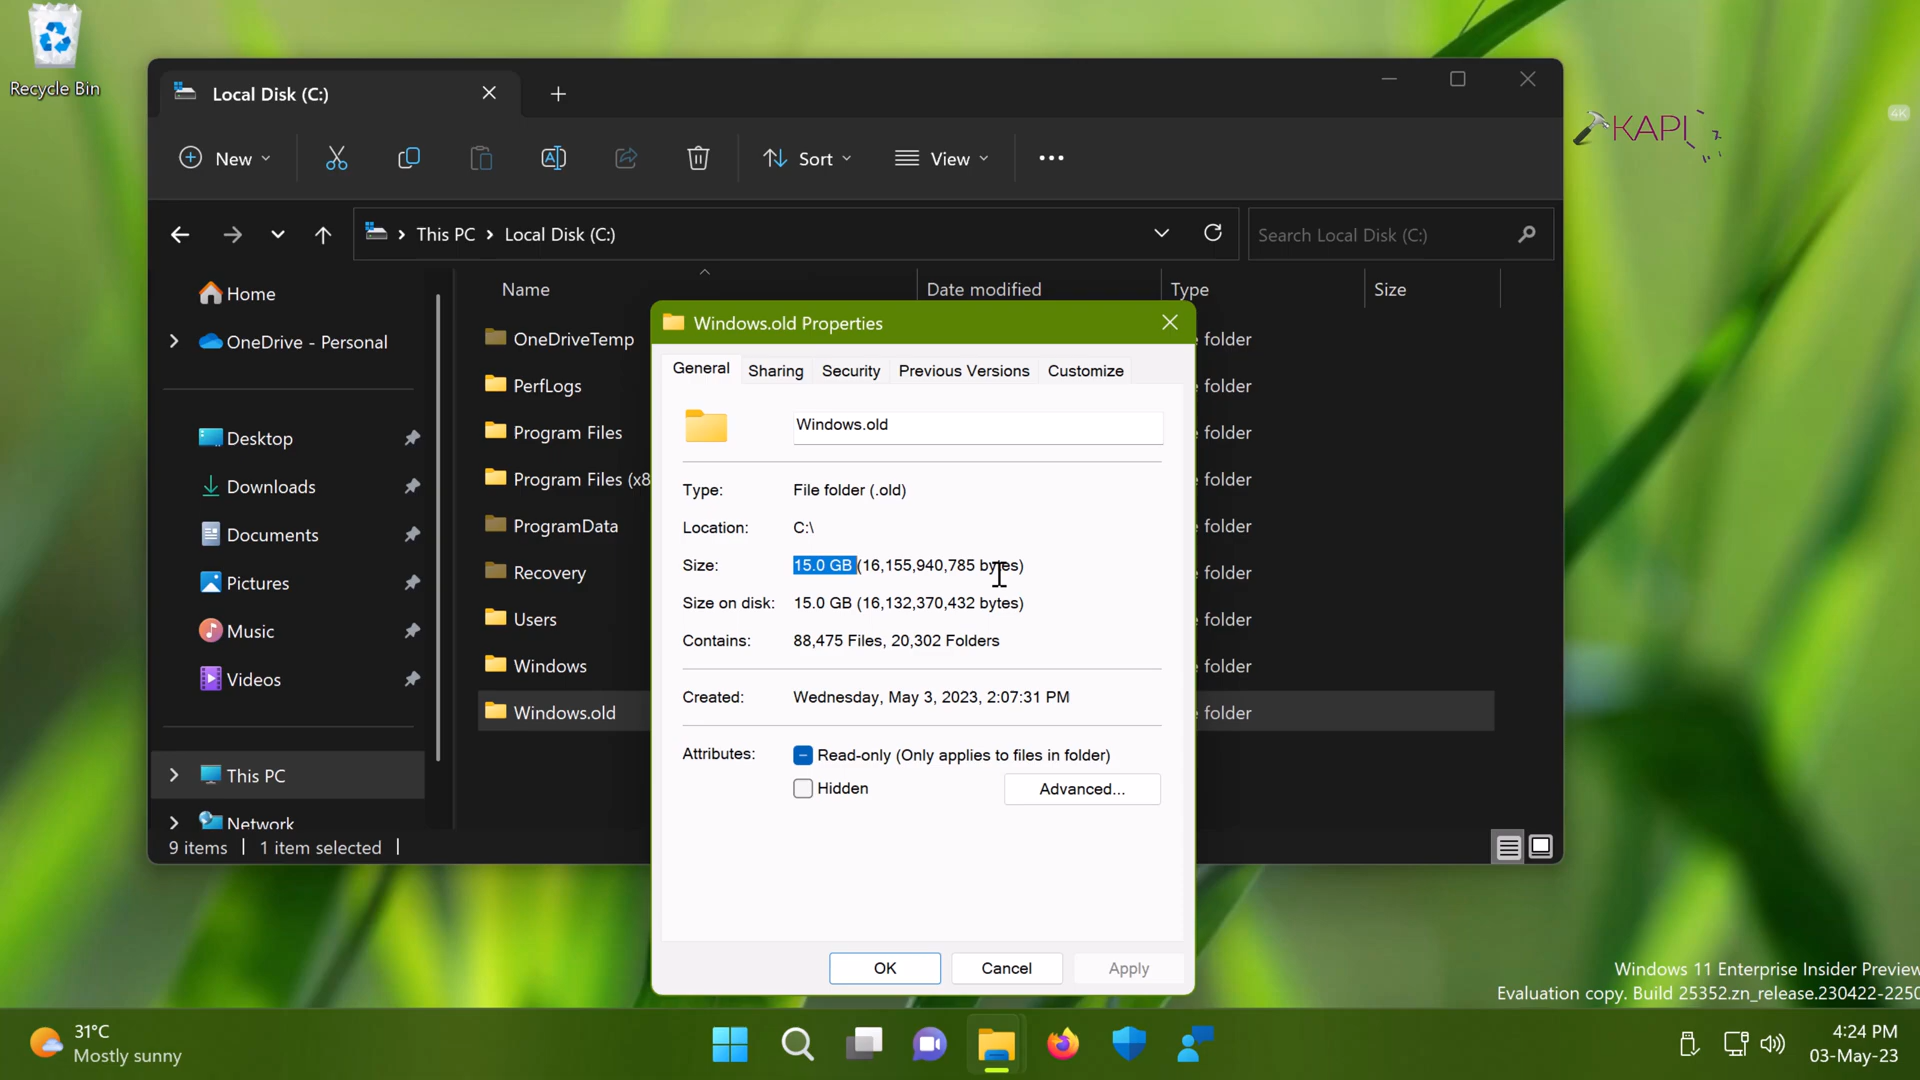 Recycle Bin
Local Disk (C:)
KAPI
4K
New
Sort
View
This PC
Local Disk (C:)
Search Local Disk (C:)
Name
Date modified
Type
Size
Home
OneDrive - Personal
Desktop
Downloads
Documents
Pictures
Music
Videos
This PC
Network
OneDriveTemp
PerfLogs
Program Files
Program Files (x8
ProgramData
Recovery
Users
Windows
Windows.old
folder
folder
folder
folder
folder
folder
folder
folder
folder
9 items
1 item selected
Windows.old Properties
General
Sharing
Security
Previous Versions
Customize
Windows.old
Type: File folder (.old)
Location: C:\
Size: 15.0 GB (16,155,940,785 bytes)
Size on disk: 15.0 GB (16,132,370,432 bytes)
Contains: 88,475 Files, 20,302 Folders
Created: Wednesday, May 3, 2023, 2:07:31 PM
Attributes: Read-only (Only applies to files in folder)
Hidden
Advanced...
OK
Cancel
Apply
Windows 11 Enterprise Insider Preview
Evaluation copy. Build 25352.zn_release.230422-2250
31°C
Mostly sunny
4:24 PM
03-May-23